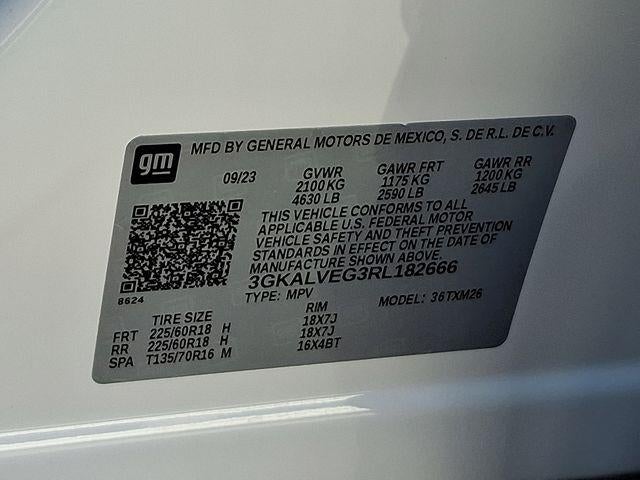 gm
MFD BY GENERAL MOTORS DE MEXICO, S. DE R.L. DE C.V.
09/23 GVWR GAWR FRT GAWR RR
2100 KG 1175 KG 1200 KG
4630 LB 2590 LB 2645 LB
THIS VEHICLE CONFORMS TO ALL
APPLICABLE U.S. FEDERAL MOTOR
VEHICLE SAFETY AND THEFT PREVENTION
STANDARDS IN EFFECT ON THE DATE OF
MANUFACTURE SHOWN ABOVE.
3GKALVEG3RL182666
8624
TYPE: MPV MODEL: 36TXM26
TIRE SIZE RIM
FRT 225/60R18 H 18X7J
RR 225/60R18 H 18X7J
SPA T135/70R16 M 16X4BT